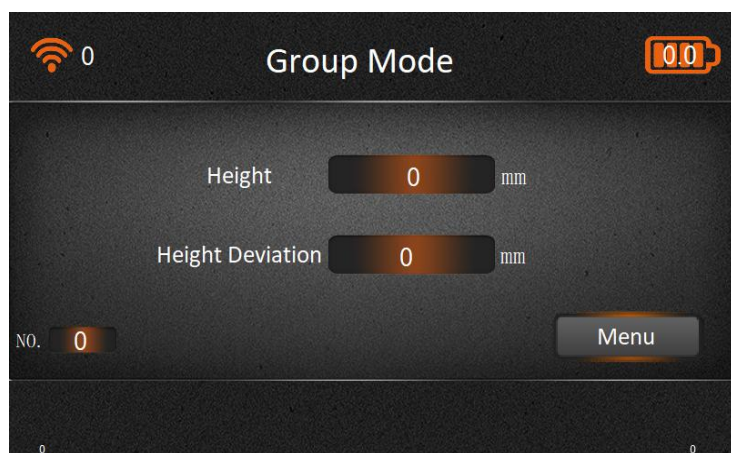 0 Group Mode 0.0
Height 0 mm
Height Deviation 0 mm
NO. 0 Menu
0 0